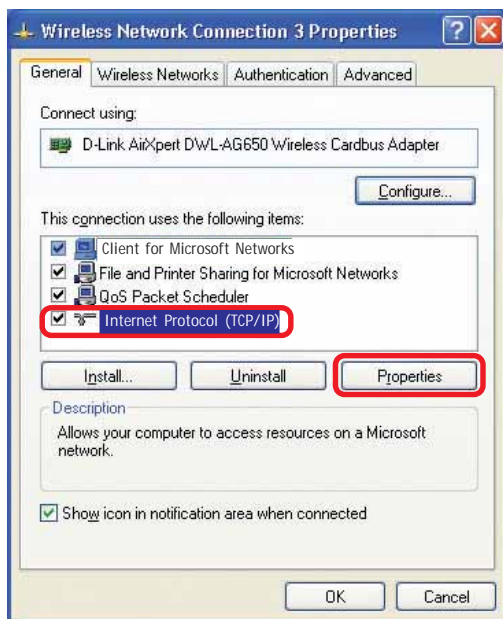 Wireless Network Connection 3 Properties
General Wireless Networks Authentication Advanced
Connect using:
D-Link AirXpert DWL-AG650 Wireless Cardbus Adapter
Configure...
This connection uses the following items:
Client for Microsoft Networks
File and Printer Sharing for Microsoft Networks
QoS Packet Scheduler
Internet Protocol (TCP/IP)
Install... Uninstall Properties
Description
Allows your computer to access resources on a Microsoft
network.
Show icon in notification area when connected
OK Cancel